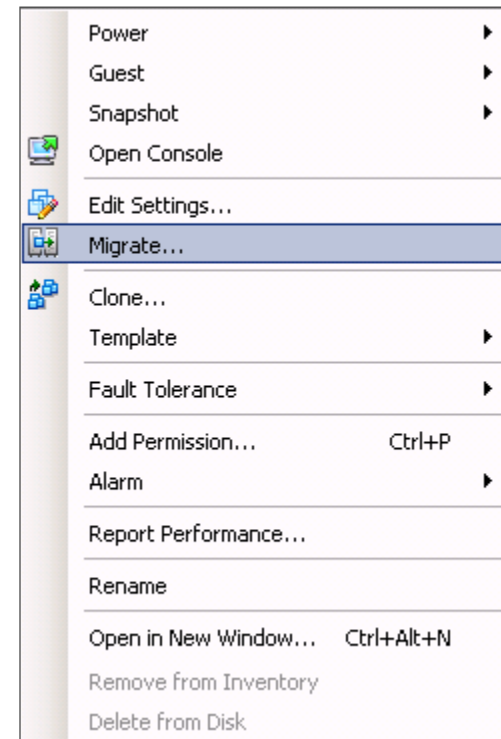 Power
Guest
Snapshot
Open Console
Edit Settings...
Migrate...
Clone...
Template
Fault Tolerance
Add Permission... Ctrl+P
Alarm
Report Performance...
Rename
Open in New Window... Ctrl+Alt+N
Remove from Inventory
Delete from Disk